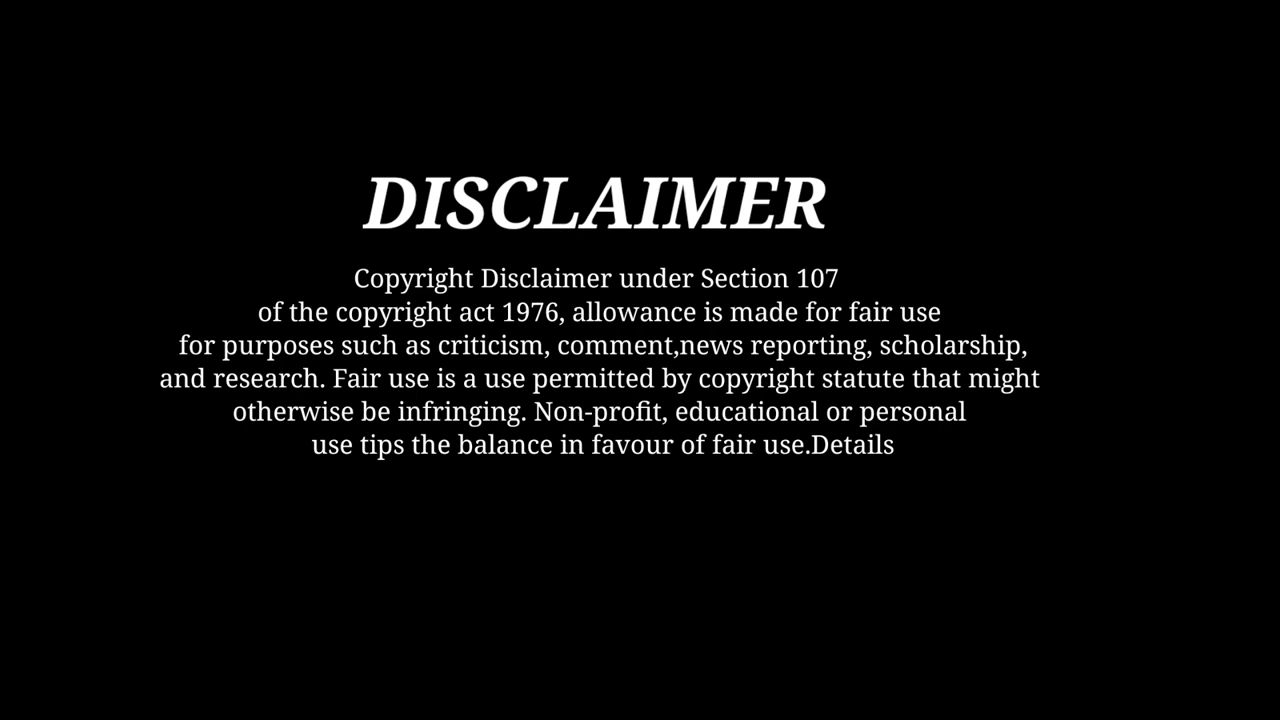 DISCLAIMER
Copyright Disclaimer under Section 107
of the copyright act 1976, allowance is made for fair use
for purposes such as criticism, comment,news reporting, scholarship,
and research. Fair use is a use permitted by copyright statute that might
otherwise be infringing. Non-profit, educational or personal
use tips the balance in favour of fair use.Details